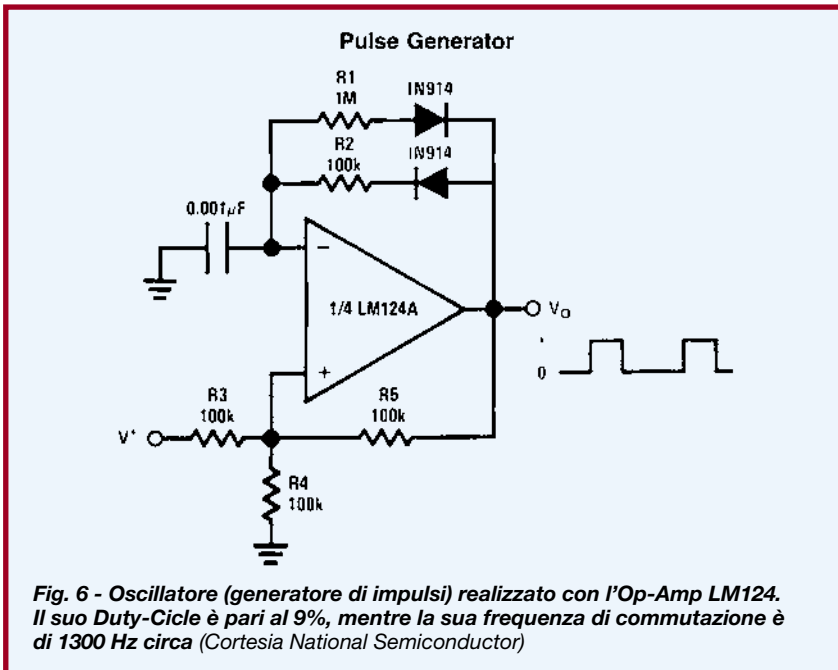 Pulse Generator
R1
1M
IN914
R2
100k
IN914
0.001µF
−
1/4 LM124A
+
V₀
0
R3
100k
V⁺
R5
100k
R4
100k
Fig. 6 - Oscillatore (generatore di impulsi) realizzato con l'Op-Amp LM124.
Il suo Duty-Cicle è pari al 9%, mentre la sua frequenza di commutazione è
di 1300 Hz circa (Cortesia National Semiconductor)